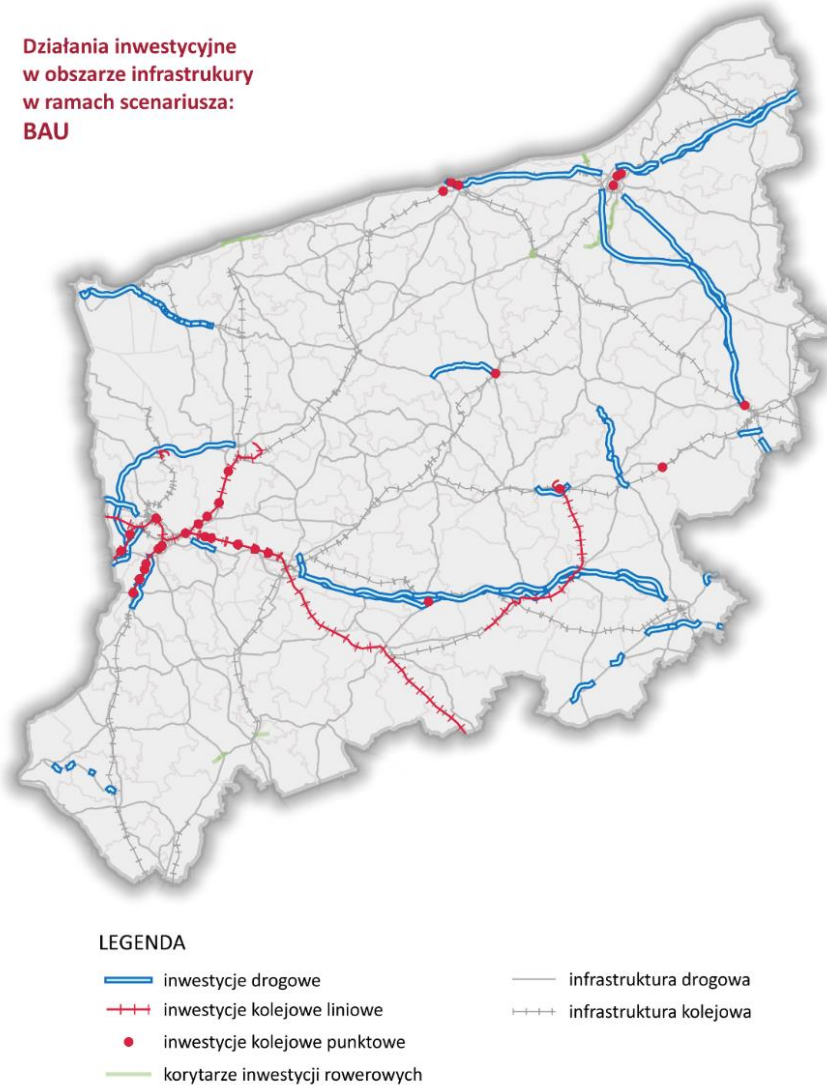 Działania inwestycyjne
w obszarze infrastrukury
w ramach scenariusza:
BAU
LEGENDA
inwestycje drogowe
inwestycje kolejowe liniowe
inwestycje kolejowe punktowe
korytarze inwestycji rowerowych
infrastruktura drogowa
infrastruktura kolejowa